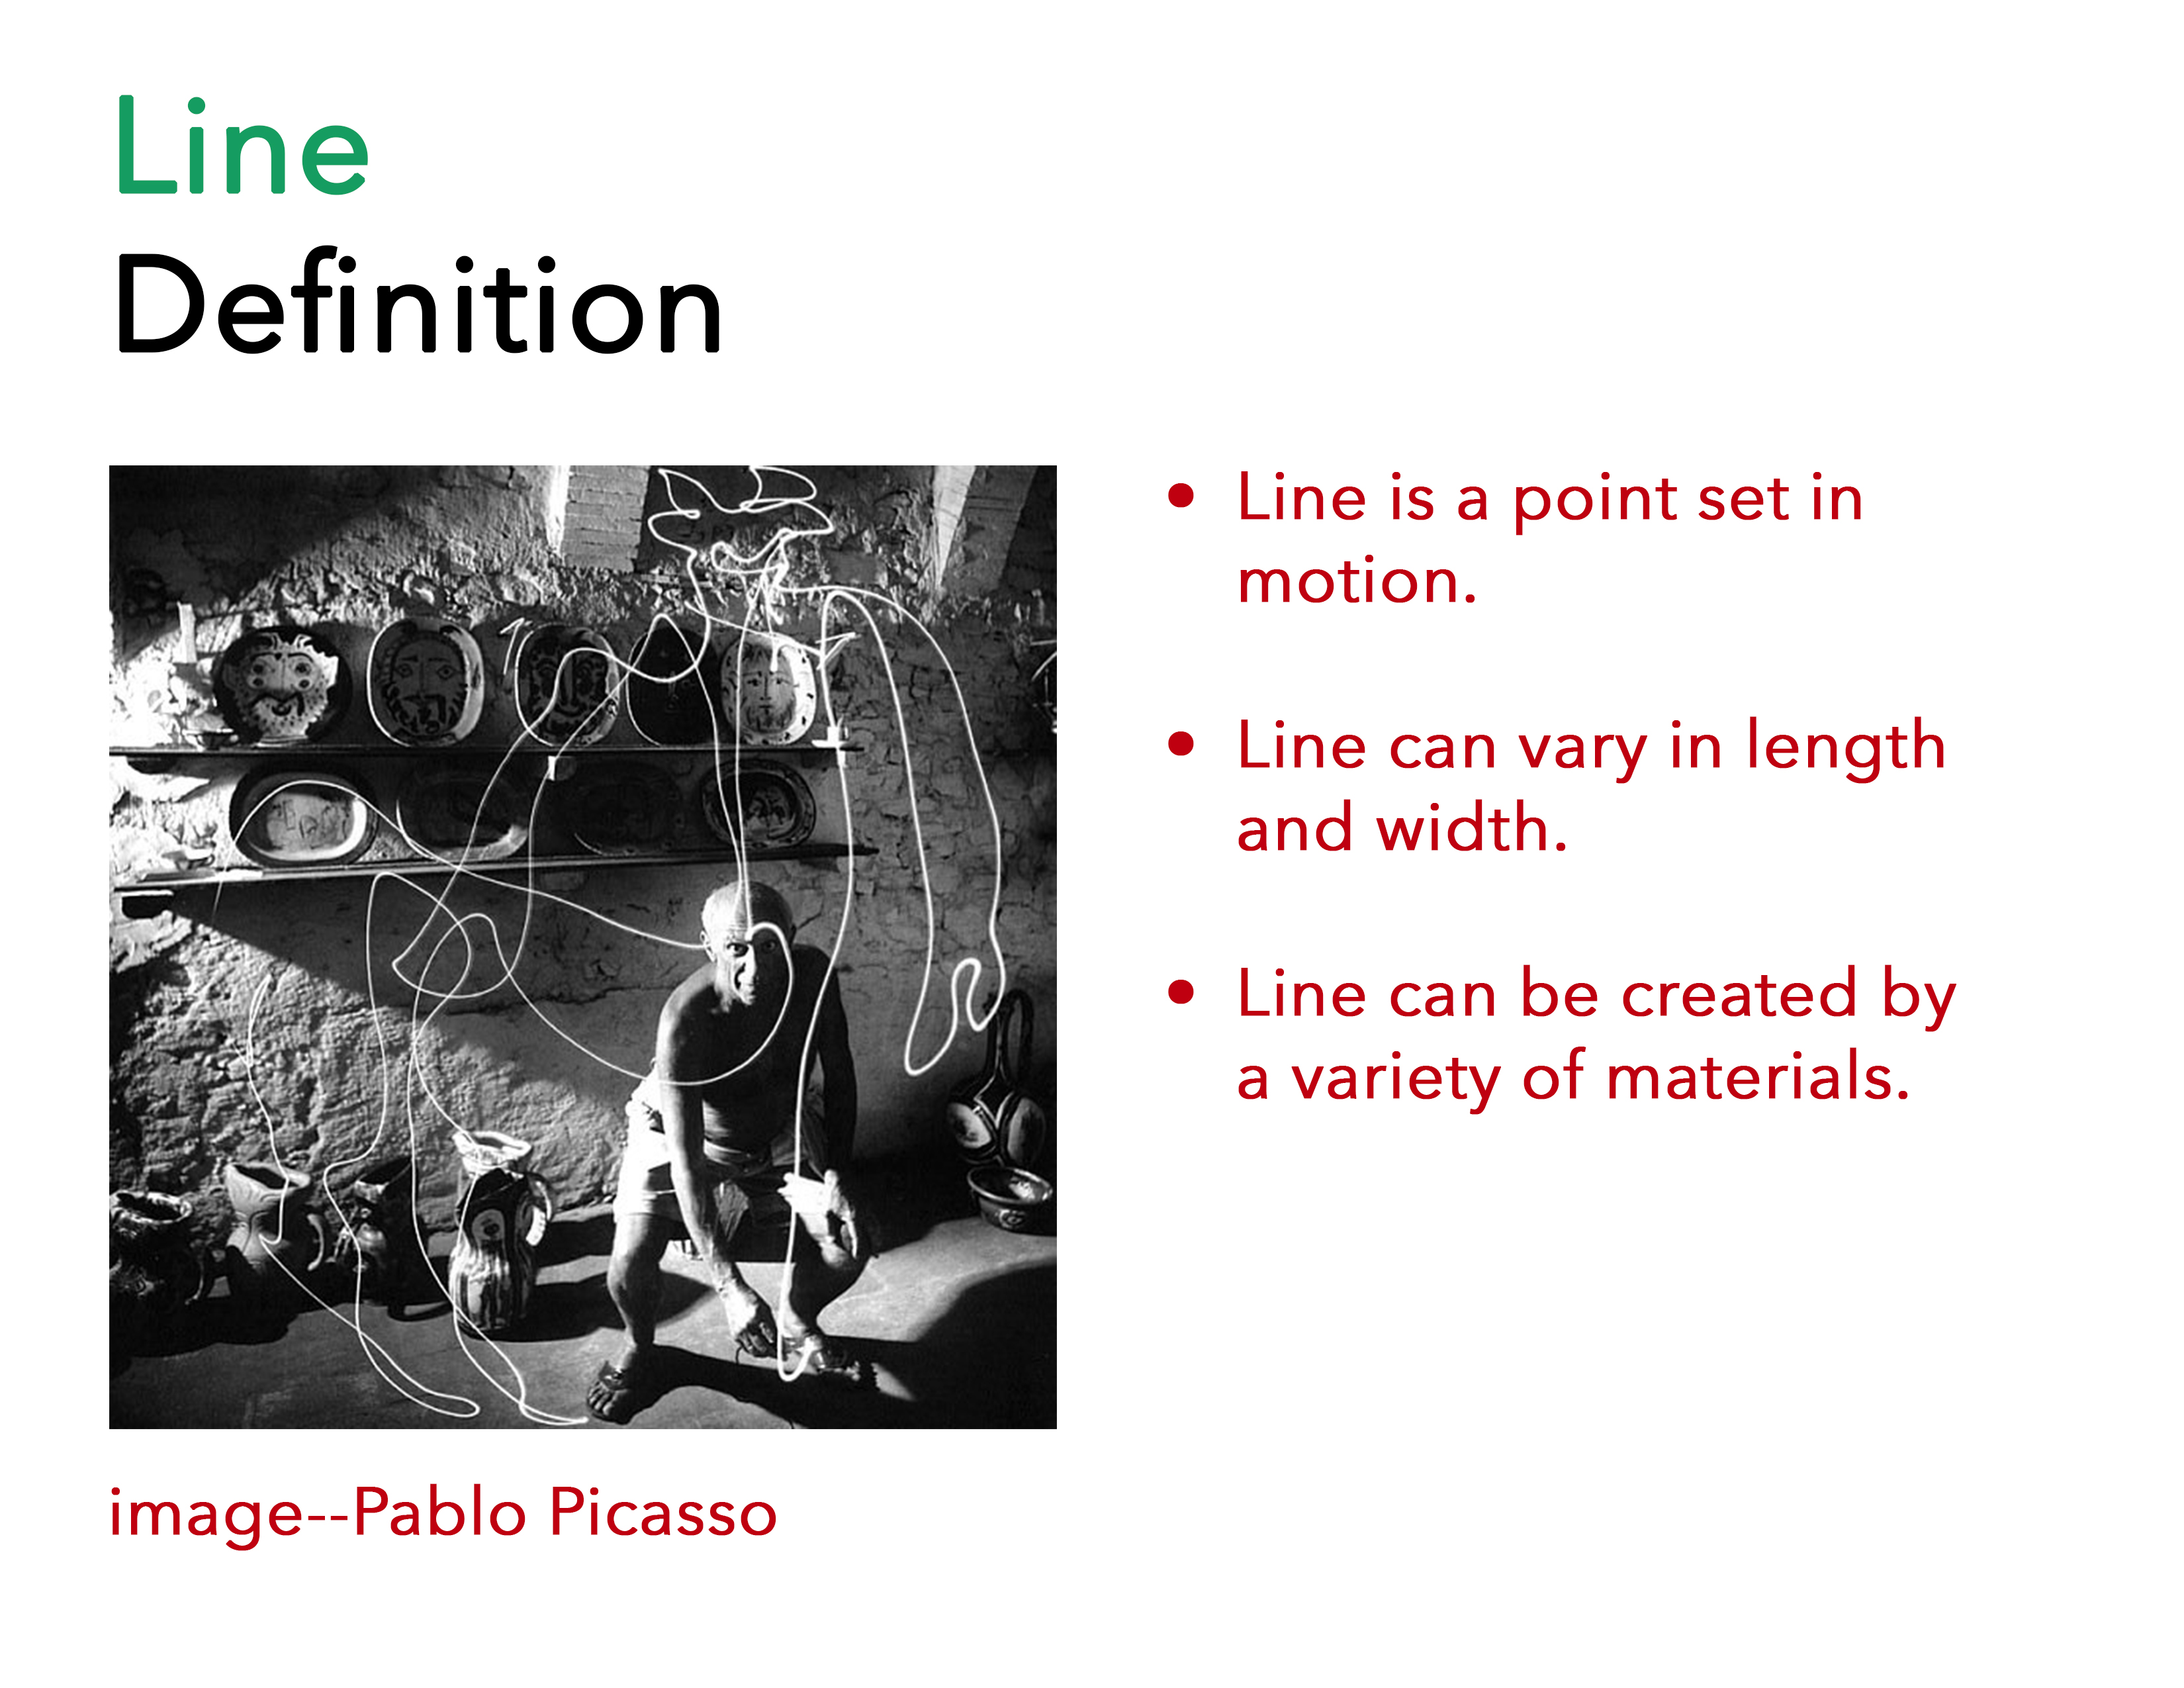 Line
Definition
• Line is a point set in
motion.
• Line can vary in length
and width.
• Line can be created by
a variety of materials.
image--Pablo Picasso